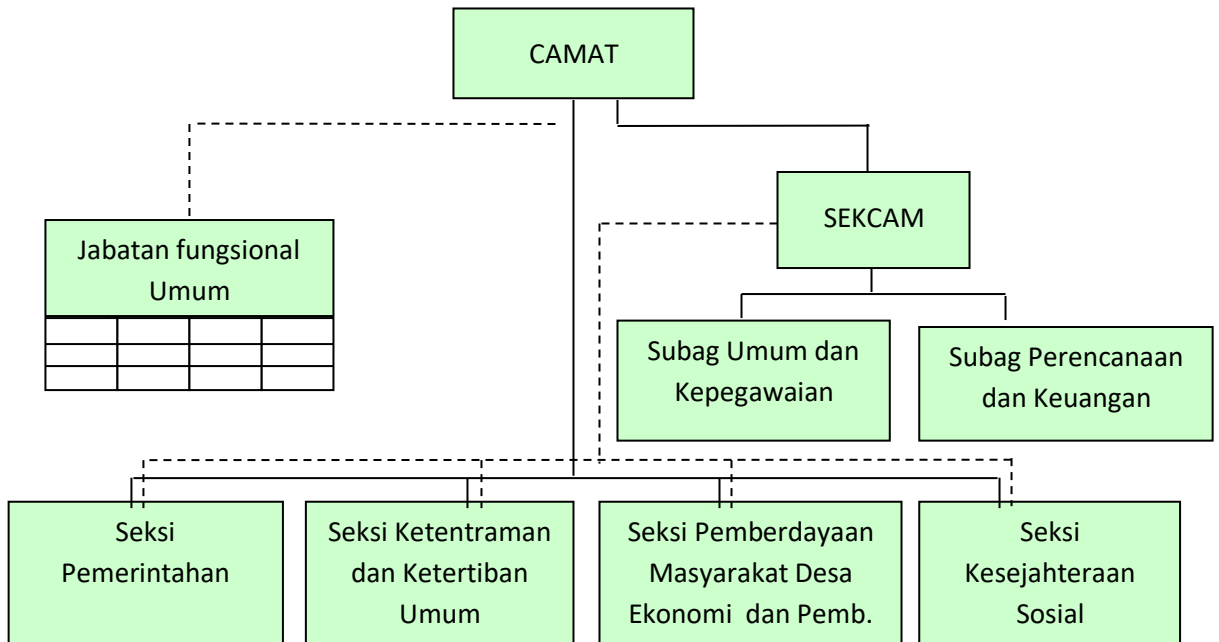 CAMAT
SEKCAM
Jabatan fungsional
Umum
Subag Umum dan
Kepegawaian
Subag Perencanaan
dan Keuangan
Seksi
Pemerintahan
Seksi Ketentraman
dan Ketertiban
Umum
Seksi Pemberdayaan
Masyarakat Desa
Ekonomi dan Pemb.
Seksi
Kesejahteraan
Sosial